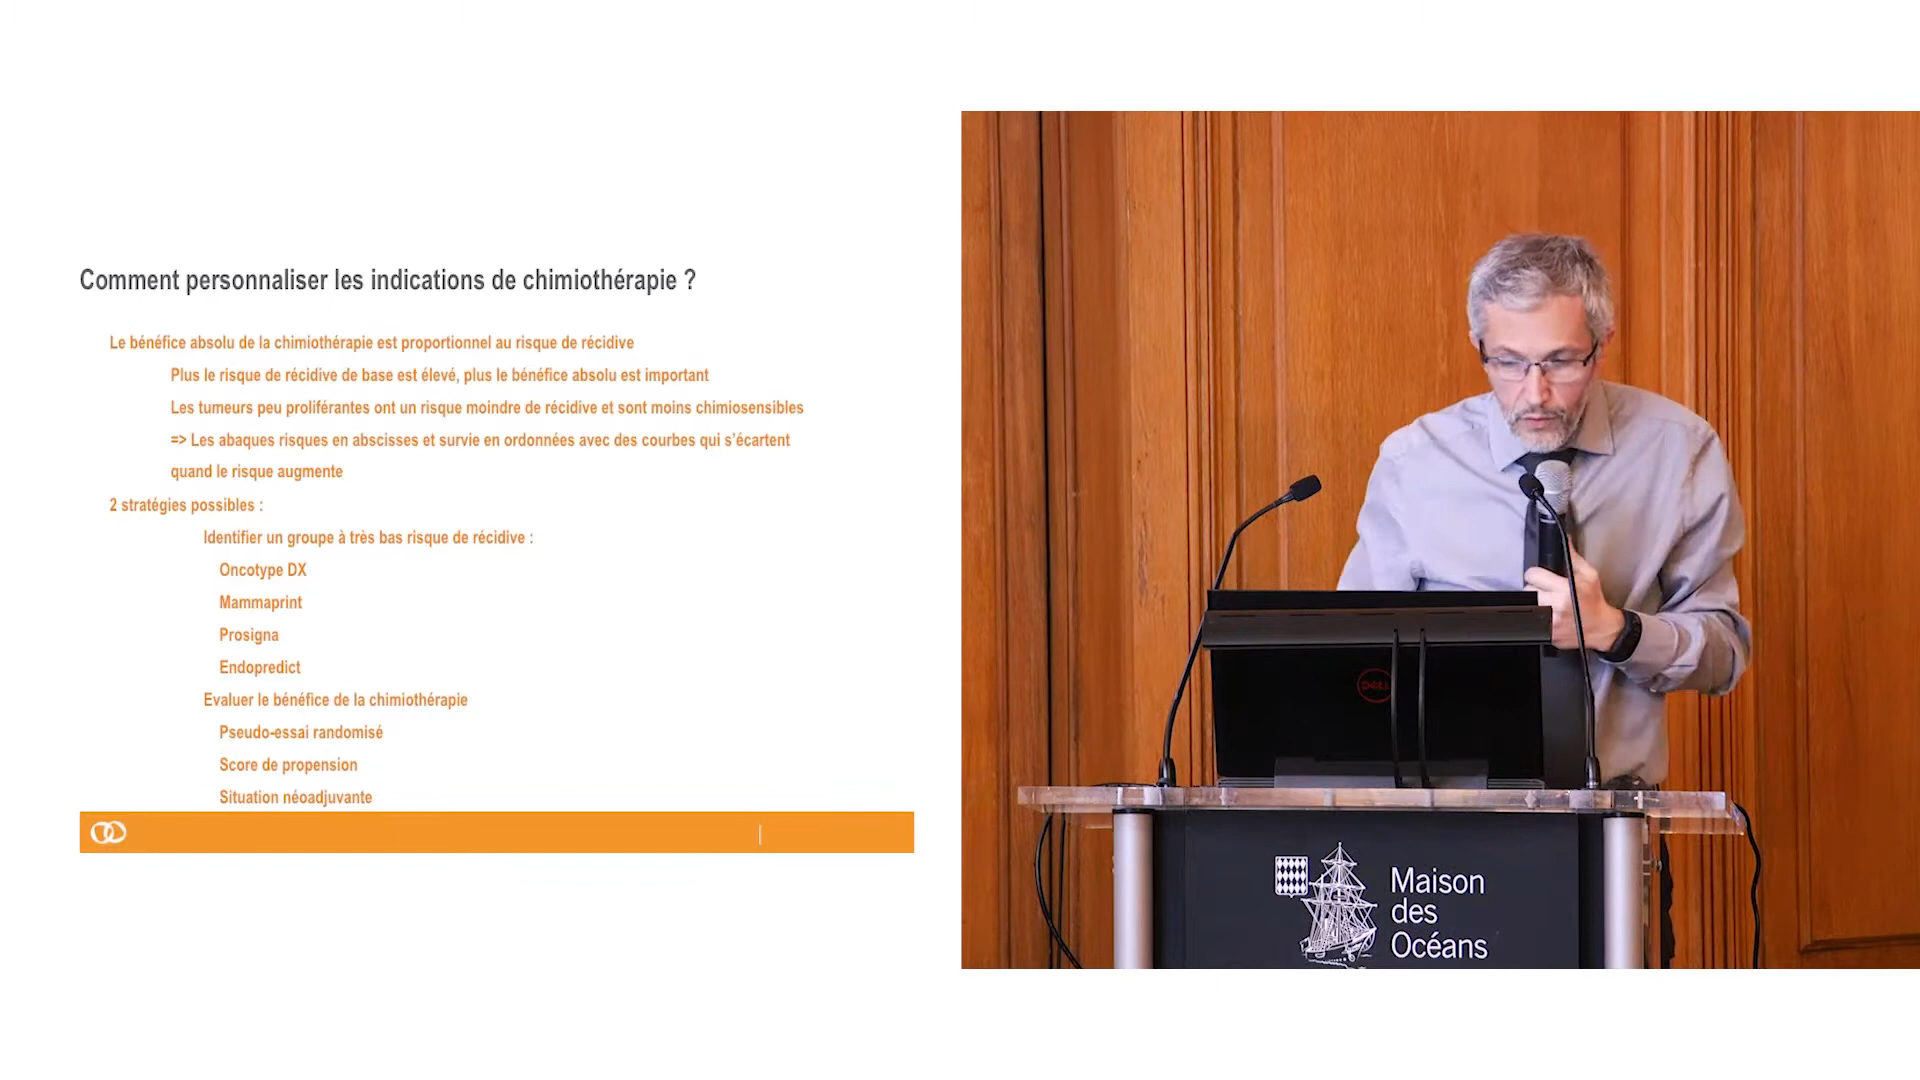 Comment personnaliser les indications de chimiothérapie ?
Le bénéfice absolu de la chimiothérapie est proportionnel au risque de récidive
Plus le risque de récidive de base est élevé, plus le bénéfice absolu est important
Les tumeurs peu proliférantes ont un risque moindre de récidive et sont moins chimiosensibles
=> Les abaques risques en abscisses et survie en ordonnées avec des courbes qui s’écartent
quand le risque augmente
2 stratégies possibles :
Identifier un groupe à très bas risque de récidive :
Oncotype DX
Mammaprint
Prosigna
Endopredict
Evaluer le bénéfice de la chimiothérapie
Pseudo-essai randomisé
Score de propension
Situation néoadjuvante
DELL
Maison
des
Océans